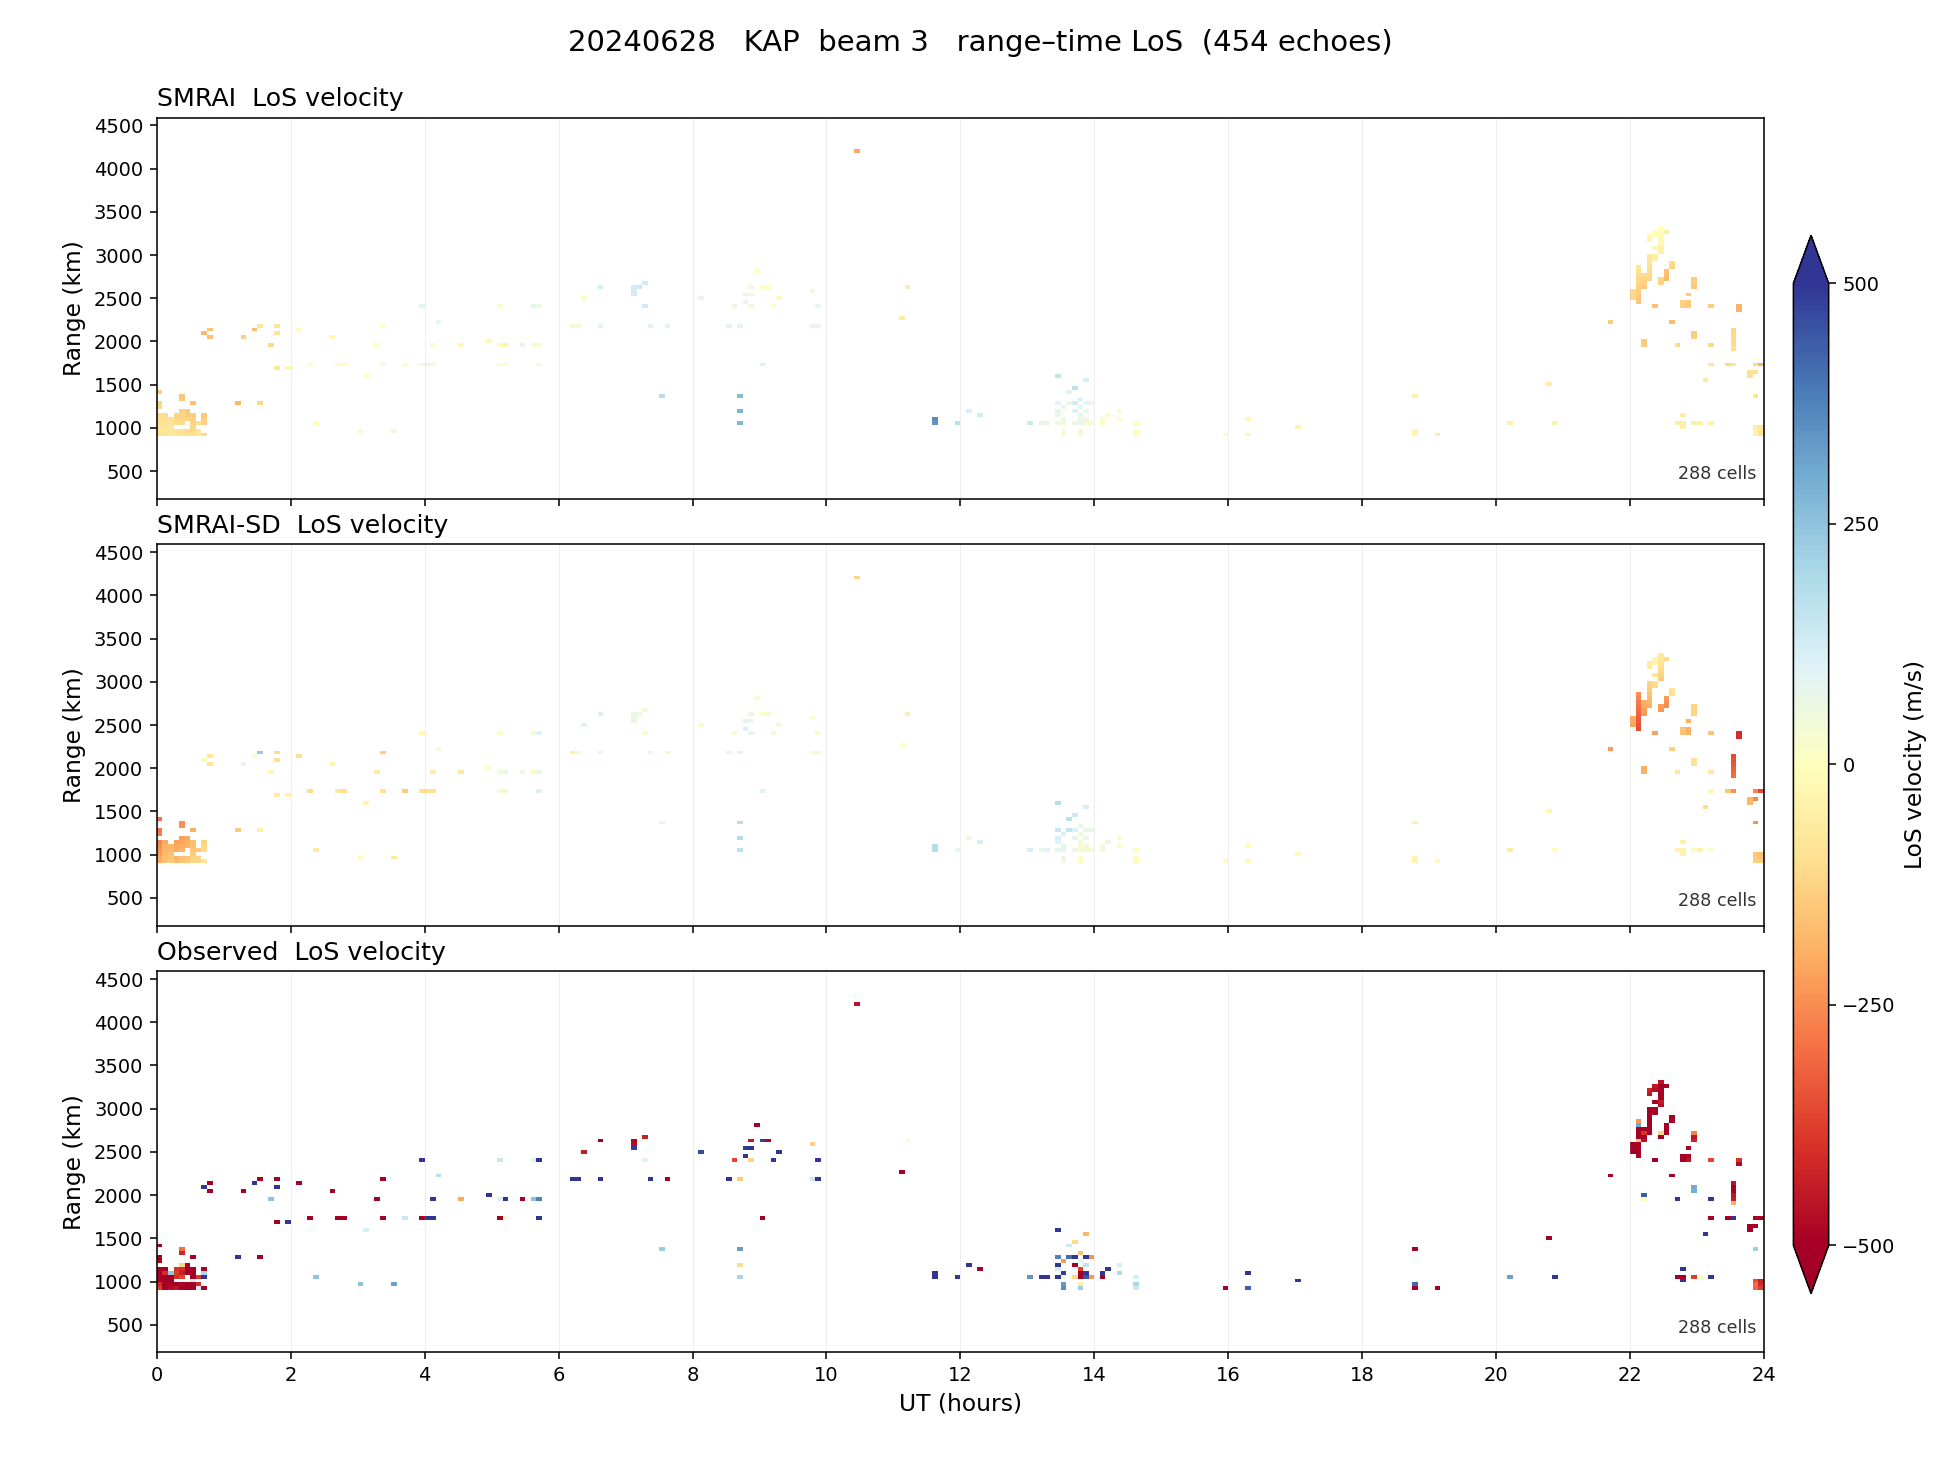 20240628   KAP  beam 3   range–time LoS  (454 echoes)
SMRAI  LoS velocity
4500
4000
3500
3000
2500
2000
1500
1000
500
Range (km)
288 cells
SMRAI-SD  LoS velocity
4500
4000
3500
3000
2500
2000
1500
1000
500
Range (km)
288 cells
Observed  LoS velocity
4500
4000
3500
3000
2500
2000
1500
1000
500
Range (km)
288 cells
0 2 4 6 8 10 12 14 16 18 20 22 24
UT (hours)
500
250
0
−250
−500
LoS velocity (m/s)